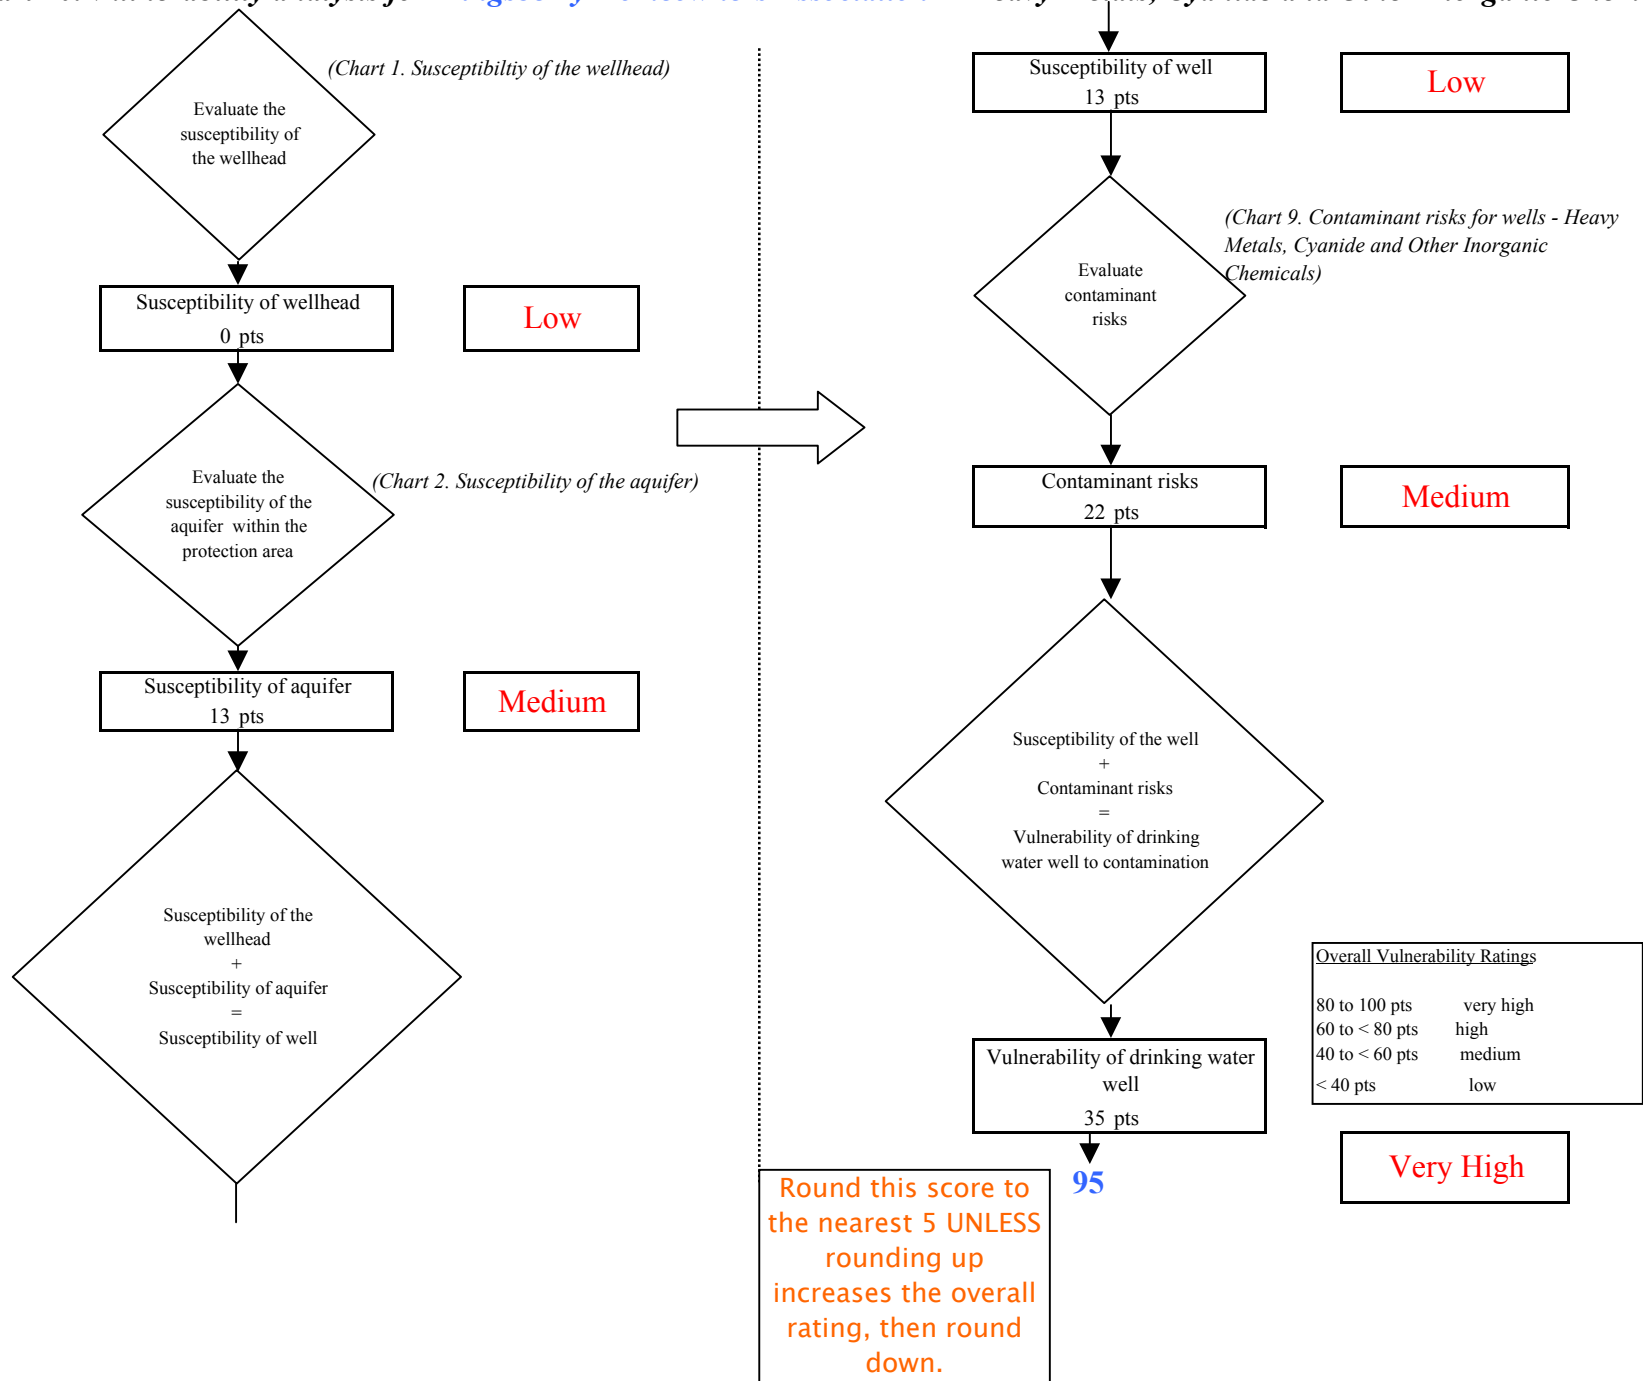 (Chart 1. Susceptibiltiy of the wellhead)
Evaluate the
susceptibility of
the wellhead
Susceptibility of wellhead
0 pts
Low
Evaluate the
susceptibility of the
aquifer within the
protection area
(Chart 2. Susceptibility of the aquifer)
Susceptibility of aquifer
13 pts
Medium
Susceptibility of the
wellhead
+
Susceptibility of aquifer
=
Susceptibility of well
Susceptibility of well
13 pts
Low
(Chart 9. Contaminant risks for wells - Heavy
Metals, Cyanide and Other Inorganic
Chemicals)
Evaluate
contaminant
risks
Contaminant risks
22 pts
Medium
Susceptibility of the well
+
Contaminant risks
=
Vulnerability of drinking
water well to contamination
Overall Vulnerability Ratings
80 to 100 pts very high
60 to < 80 pts high
40 to < 60 pts medium
< 40 pts low
Vulnerability of drinking water
well
35 pts
95
Very High
Round this score to
the nearest 5 UNLESS
rounding up
increases the overall
rating, then round
down.